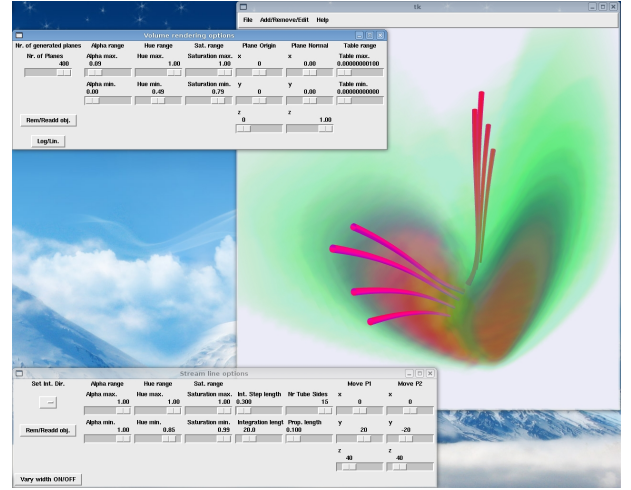 tic
File Add/Remove/Edit Help
Volume rendering options
Nr. of generated planes Alpha range Hue range Sat. range Plane Origin Plane Normal Table range
Nr. of Planes Alpha max. Hue max. Saturation max. x x Table max.
400 0.09 1.00 1.00 0 0.00 0.00000000100
Alpha min. Hue min. Saturation min. y y Table min.
0.00 0.49 0.79 0 0.00 0.00000000000
Rem/Readd obj. z z
0 1.00
Log/Lin.
Stream line options
Set Int. Dir. Alpha range Hue range Sat. range Move P1 Move P2
Alpha max. Hue max. Saturation max. Int. Step length Nr Tube Sides x x
1.00 1.00 1.00 0.300 15 0 0
Rem/Readd obj. Alpha min. Hue min. Saturation min. Integration lengt Prop. length y y
1.00 0.85 0.99 20.0 0.100 20 -20
z z
40 40
Vary width ON/OFF